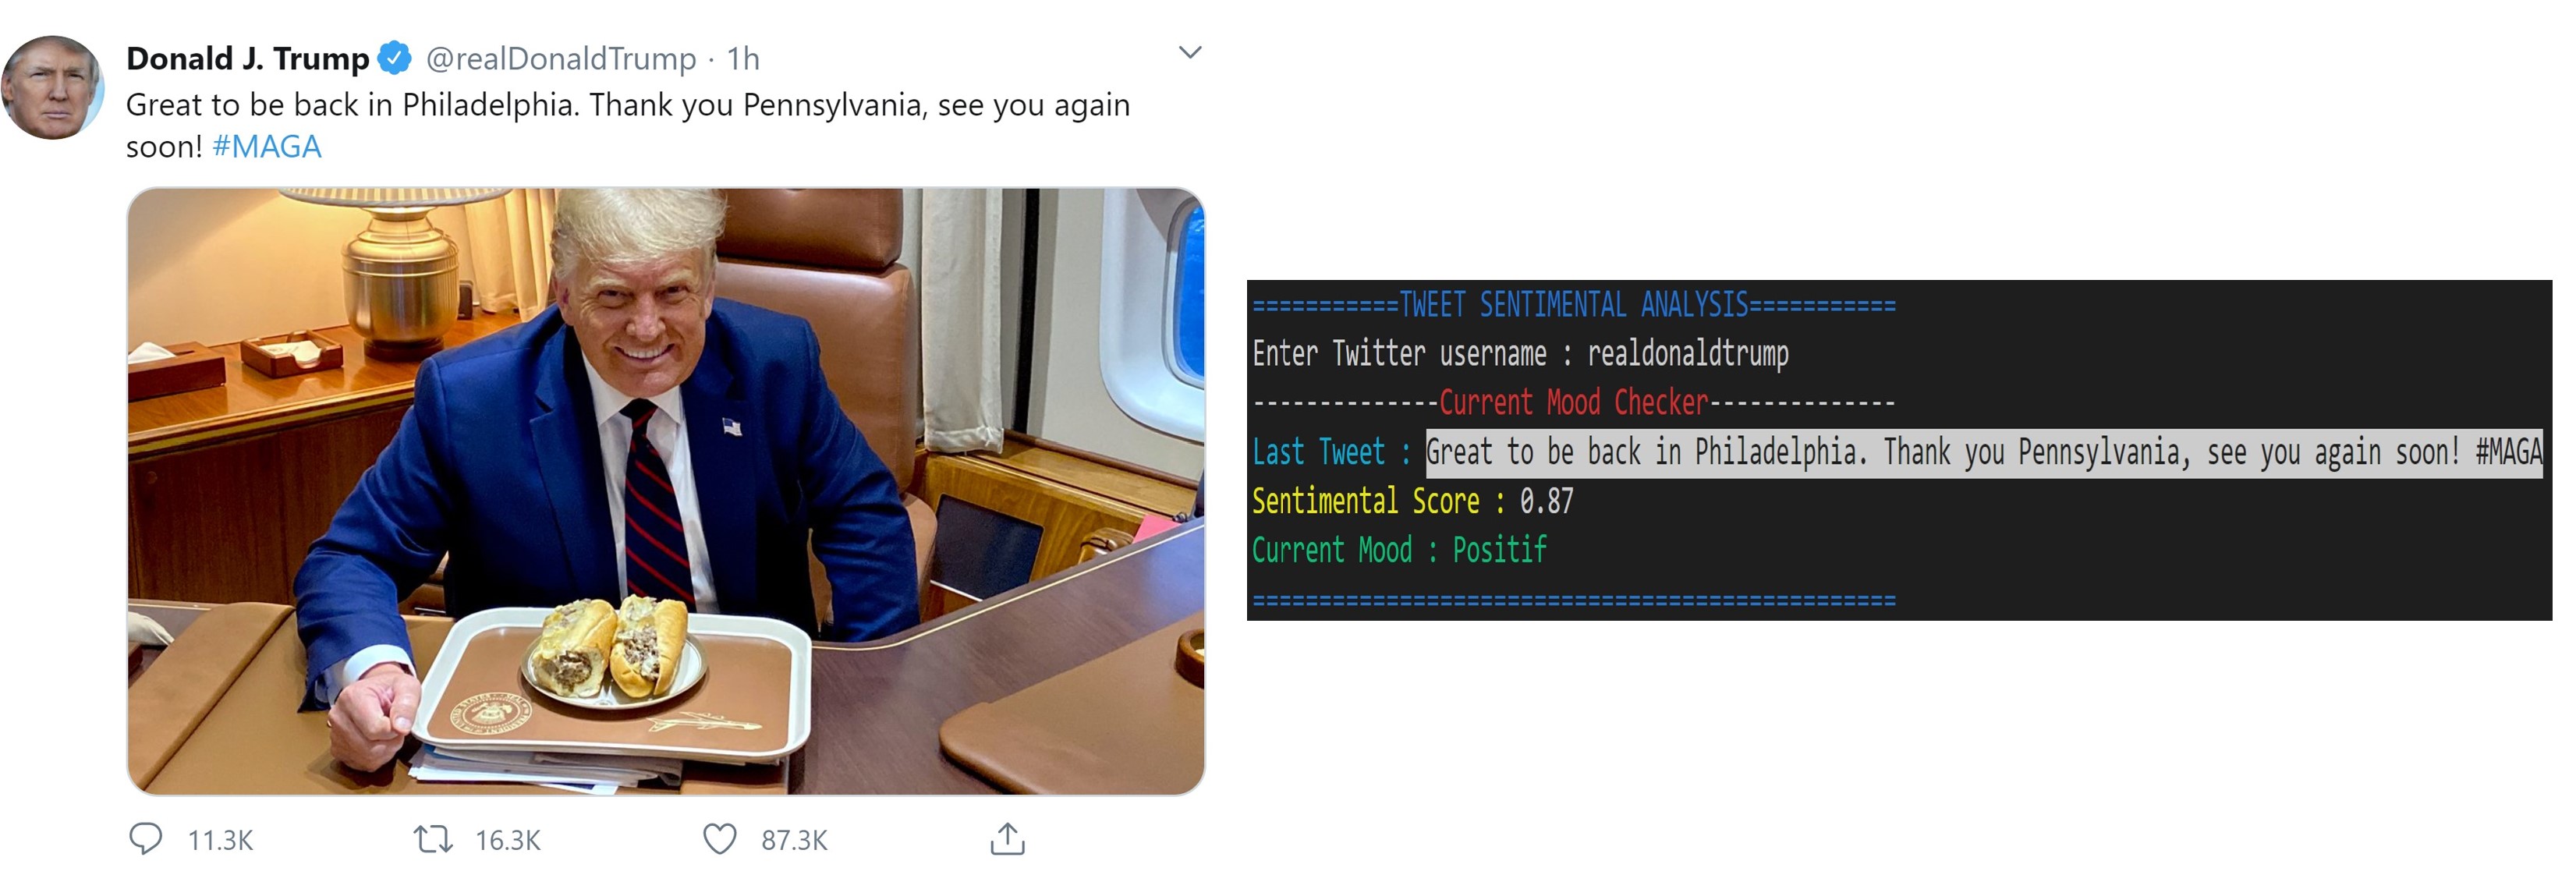 Donald J. Trump @realDonaldTrump · 1h
Great to be back in Philadelphia. Thank you Pennsylvania, see you again
soon! #MAGA
11.3K 16.3K 87.3K
===========TWEET SENTIMENTAL ANALYSIS===========
Enter Twitter username : realdonaldtrump
--------------Current Mood Checker--------------
Last Tweet : Great to be back in Philadelphia. Thank you Pennsylvania, see you again soon! #MAGA
Sentimental Score : 0.87
Current Mood : Positif
================================================